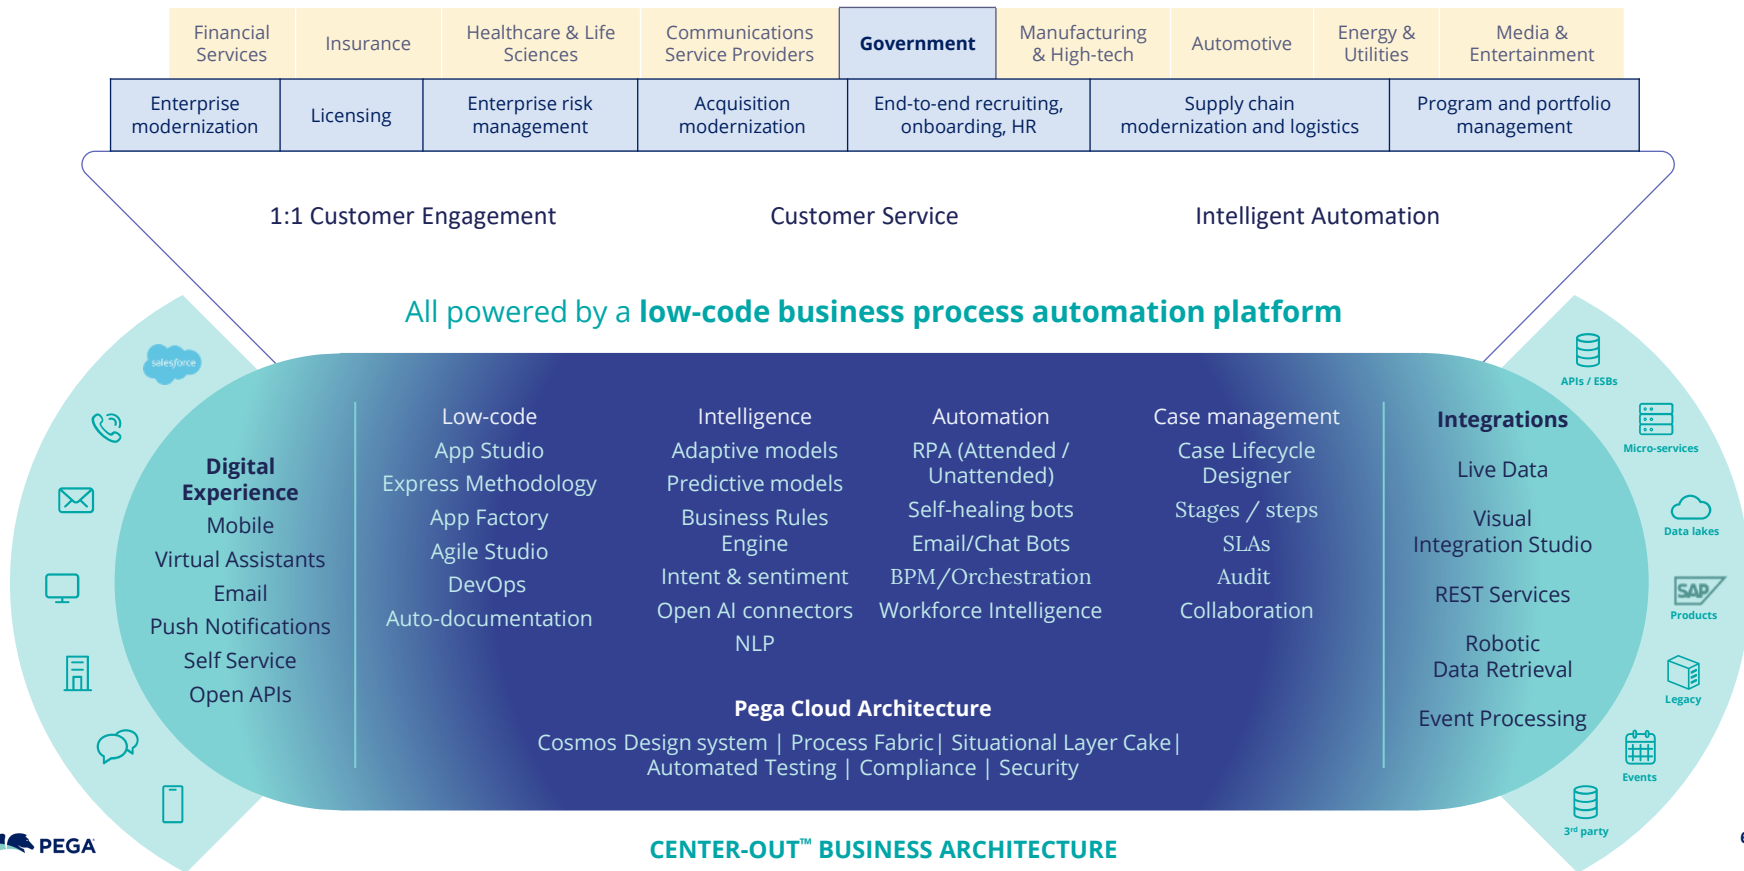 Financial
Services
Insurance
Healthcare & Life
Sciences
Communications
Service Providers
Government
Manufacturing
& High-tech
Automotive
Energy &
Utilities
Media &
Entertainment
Enterprise
modernization
Licensing
Enterprise risk
management
Acquisition
modernization
End-to-end recruiting,
onboarding, HR
Supply chain
modernization and logistics
Program and portfolio
management
1:1 Customer Engagement
Customer Service
Intelligent Automation
All powered by a low-code business process automation platform
salesforce
Digital
Experience
Mobile
Virtual Assistants
Email
Push Notifications
Self Service
Open APIs
Low-code
App Studio
Express Methodology
App Factory
Agile Studio
DevOps
Auto-documentation
Intelligence
Adaptive models
Predictive models
Business Rules
Engine
Intent & sentiment
Open AI connectors
NLP
Automation
RPA (Attended /
Unattended)
Self-healing bots
Email/Chat Bots
BPM/Orchestration
Workforce Intelligence
Case management
Case Lifecycle
Designer
Stages / steps
SLAs
Audit
Collaboration
Pega Cloud Architecture
Cosmos Design system | Process Fabric| Situational Layer Cake|
Automated Testing | Compliance | Security
Integrations
Live Data
Visual
Integration Studio
REST Services
Robotic
Data Retrieval
Event Processing
APIs / ESBs
Micro-services
Data lakes
SAP
Products
Legacy
Events
3rd party
PEGA
CENTER-OUT™ BUSINESS ARCHITECTURE